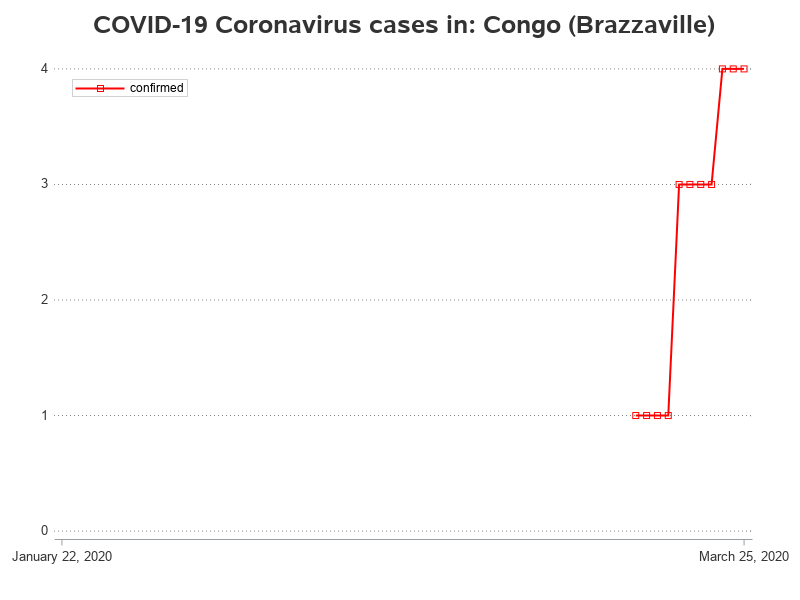 COVID-19 Coronavirus cases in: Congo (Brazzaville)
4
confirmed
3
2
1
0
January 22, 2020
March 25, 2020